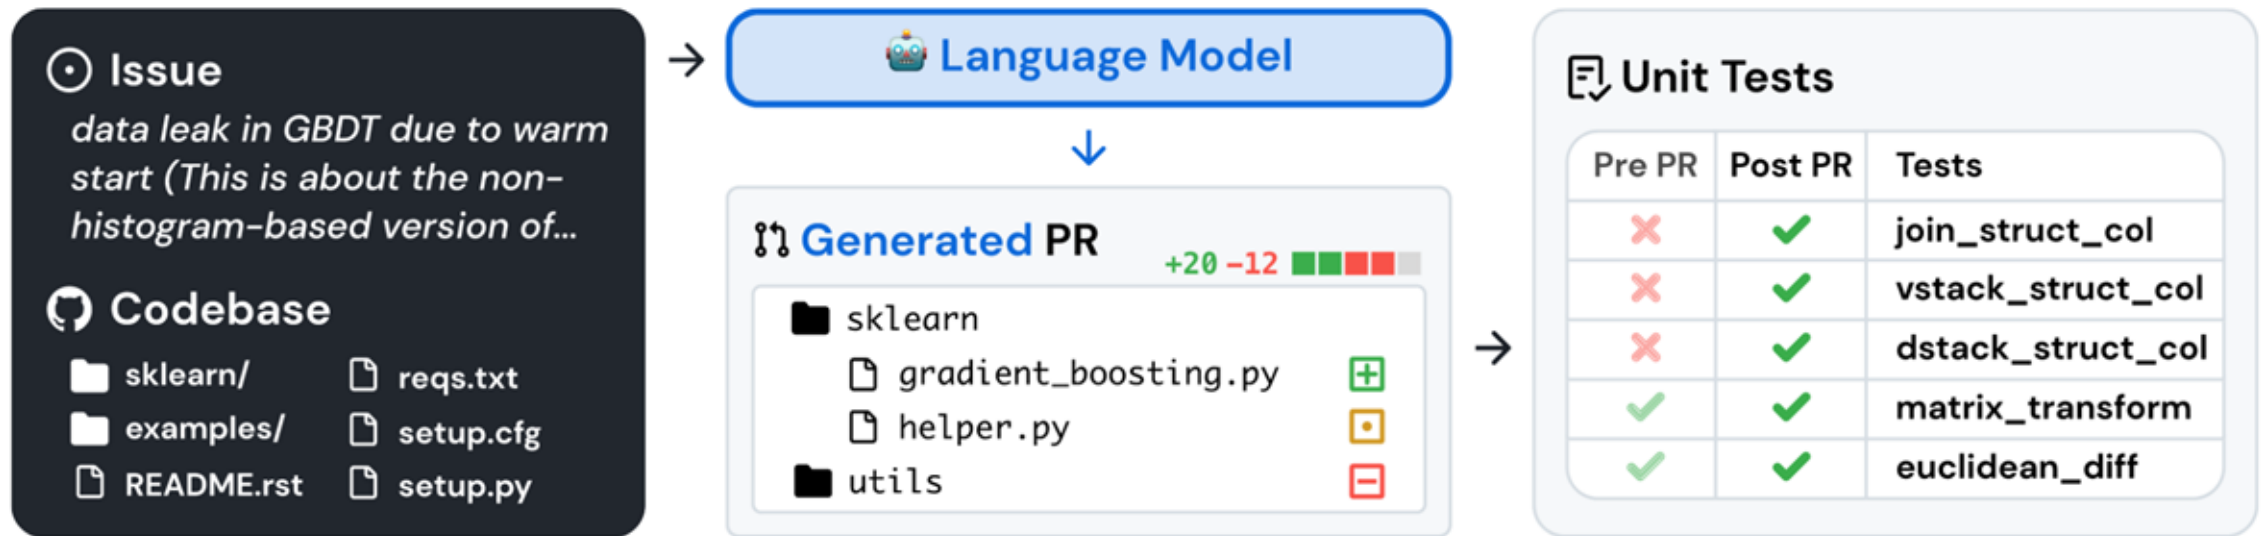 Issue
data leak in GBDT due to warm
start (This is about the non-
histogram-based version of...
Codebase
sklearn/
reqs.txt
examples/
setup.cfg
README.rst
setup.py
Language Model
Generated PR
+20 -12
sklearn
gradient_boosting.py
helper.py
utils
Unit Tests
Pre PR Post PR Tests
join_struct_col
vstack_struct_col
dstack_struct_col
matrix_transform
euclidean_diff